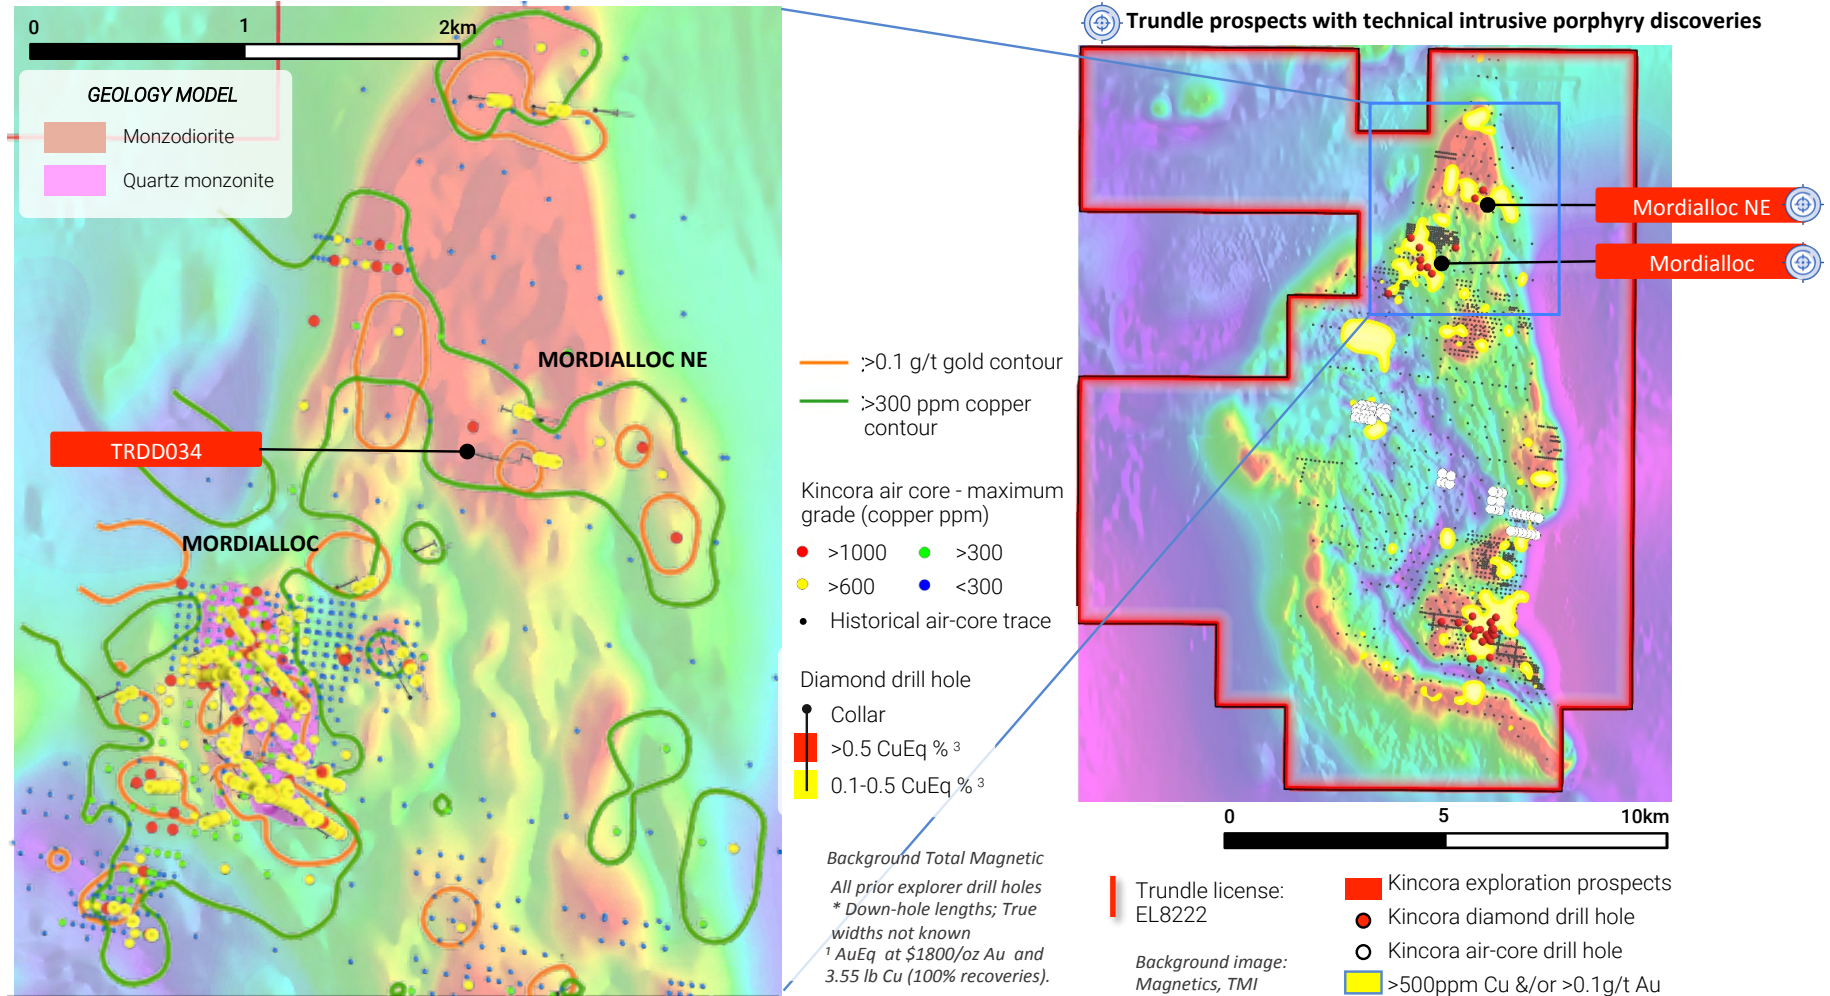 0 1 2km
GEOLOGY MODEL
Monzodiorite
Quartz monzonite
MORDIALLOC NE
TRDD034
MORDIALLOC
>0.1 g/t gold contour
>300 ppm copper
contour
Kincora air core - maximum
grade (copper ppm)
>1000 >300
>600 <300
Historical air-core trace
Diamond drill hole
Collar
>0.5 CuEq % ³
0.1-0.5 CuEq % ³
Background Total Magnetic
All prior explorer drill holes
* Down-hole lengths; True
widths not known
¹ AuEq at $1800/oz Au and
3.55 lb Cu (100% recoveries).
Trundle prospects with technical intrusive porphyry discoveries
Mordialloc NE
Mordialloc
0 5 10km
Trundle license:
EL8222
Background image:
Magnetics, TMI
Kincora exploration prospects
Kincora diamond drill hole
Kincora air-core drill hole
>500ppm Cu &/or >0.1g/t Au